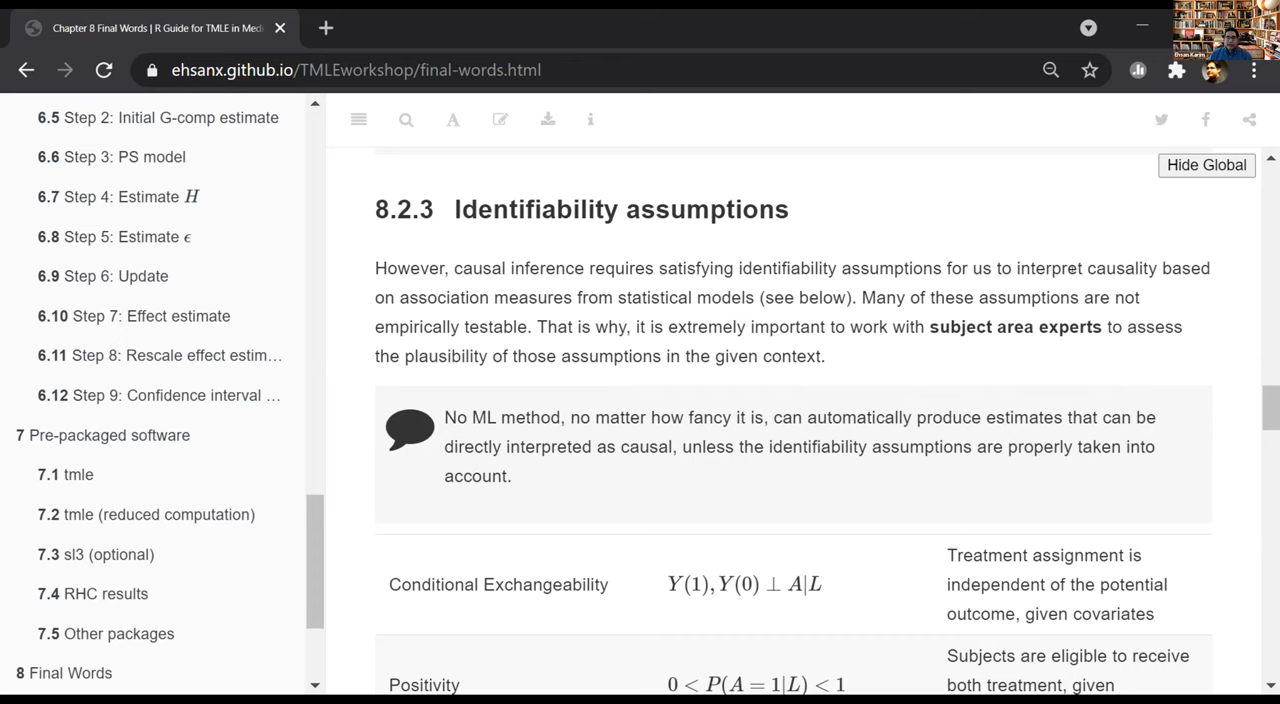 Chapter 8 Final Words | R Guide for TMLE in Med
ehsanx.github.io/TMLEworkshop/final-words.html
Ehsan Karim
6.5 Step 2: Initial G-comp estimate
6.6 Step 3: PS model
6.7 Step 4: Estimate H
6.8 Step 5: Estimate ϵ
6.9 Step 6: Update
6.10 Step 7: Effect estimate
6.11 Step 8: Rescale effect estim…
6.12 Step 9: Confidence interval …
7 Pre-packaged software
7.1 tmle
7.2 tmle (reduced computation)
7.3 sl3 (optional)
7.4 RHC results
7.5 Other packages
8 Final Words
Hide Global
8.2.3 Identifiability assumptions
However, causal inference requires satisfying identifiability assumptions for us to interpret causality based
on association measures from statistical models (see below). Many of these assumptions are not
empirically testable. That is why, it is extremely important to work with subject area experts to assess
the plausibility of those assumptions in the given context.
No ML method, no matter how fancy it is, can automatically produce estimates that can be
directly interpreted as causal, unless the identifiability assumptions are properly taken into
account.
Conditional Exchangeability
Y(1), Y(0) ⊥ A|L
Treatment assignment is
independent of the potential
outcome, given covariates
Positivity
0 < P(A = 1|L) < 1
Subjects are eligible to receive
both treatment, given